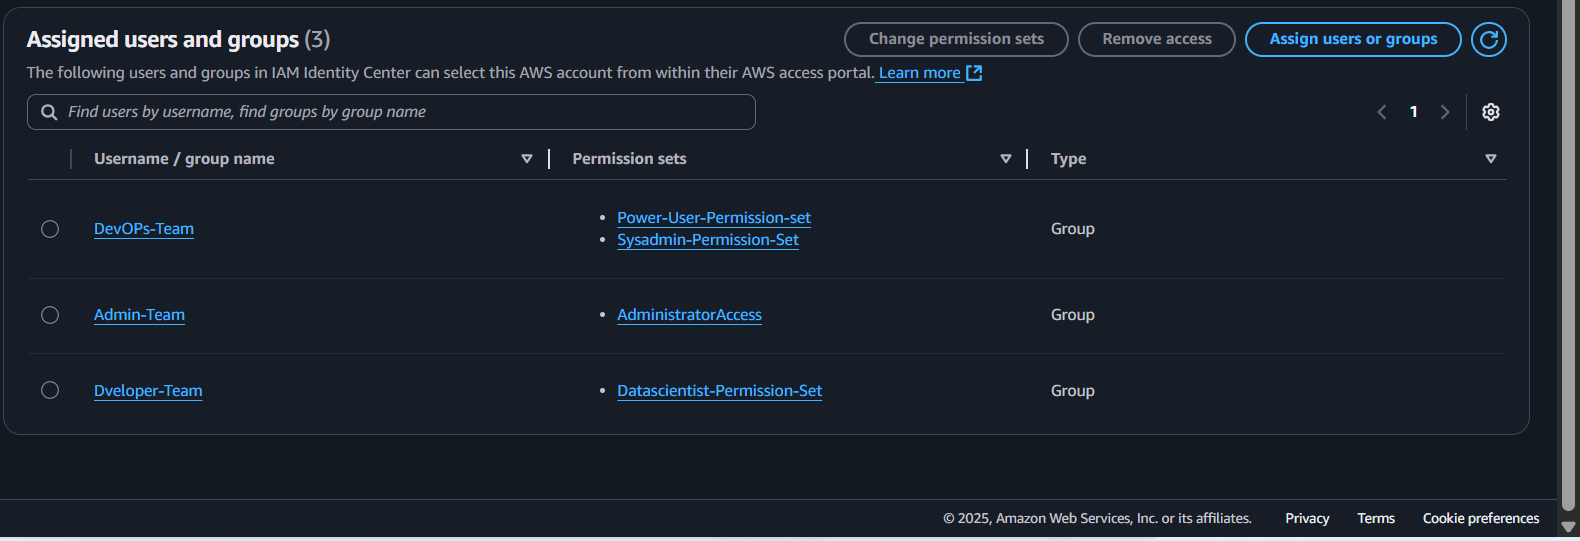 Assigned users and groups (3)
Change permission sets
Remove access
Assign users or groups
The following users and groups in IAM Identity Center can select this AWS account from within their AWS access portal. Learn more
Find users by username, find groups by group name
1
Username / group name
Permission sets
Type
DevOPs-Team
Power-User-Permission-set
Sysadmin-Permission-Set
Group
Admin-Team
AdministratorAccess
Group
Dveloper-Team
Datascientist-Permission-Set
Group
© 2025, Amazon Web Services, Inc. or its affiliates.
Privacy
Terms
Cookie preferences